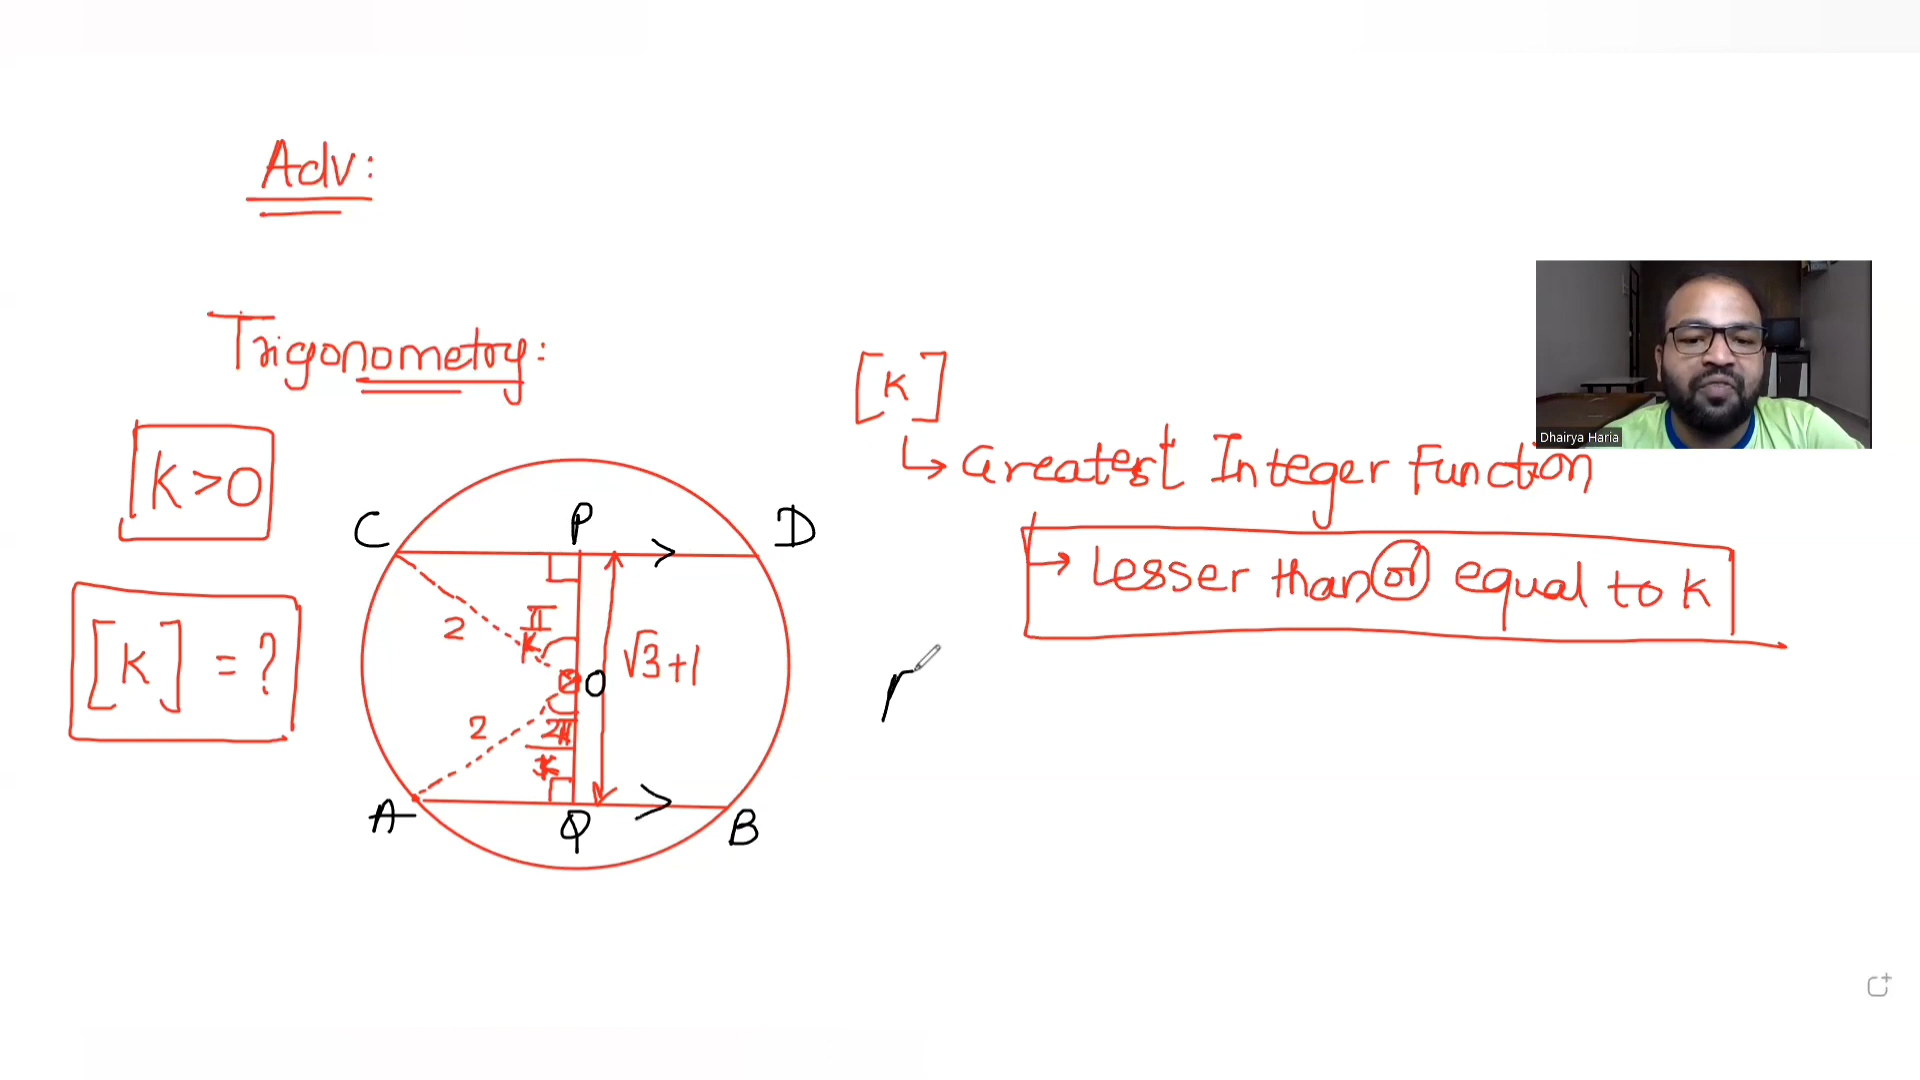 Adv:
Trigonometry:
K>0
[K] = ?
[K]
↳ Greatest Integer Function
→ Lesser than or equal to K
C
P
D
2
π/K
√3+1
O
2
2π/K
A
Q
B
r
Dhairya Haria